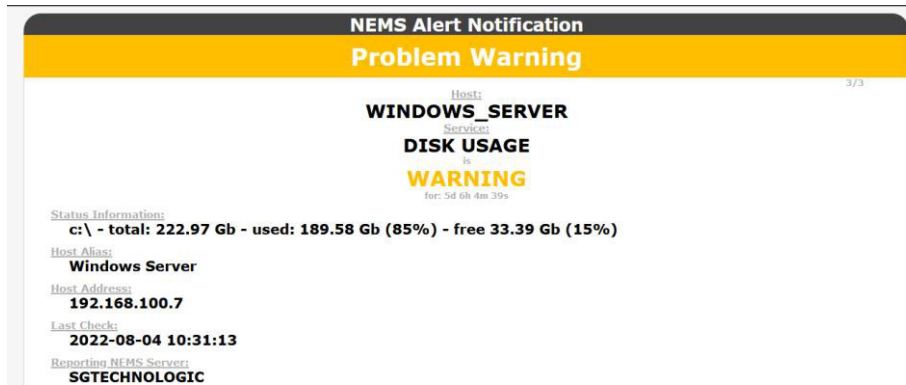 NEMS Alert Notification
Problem Warning
3/3
Host:
WINDOWS_SERVER
Service:
DISK USAGE
is
WARNING
for: 5d 6h 4m 39s
Status Information:
c:\ - total: 222.97 Gb - used: 189.58 Gb (85%) - free 33.39 Gb (15%)
Host Alias:
Windows Server
Host Address:
192.168.100.7
Last Check:
2022-08-04 10:31:13
Reporting NEMS Server:
SGTECHNOLOGIC